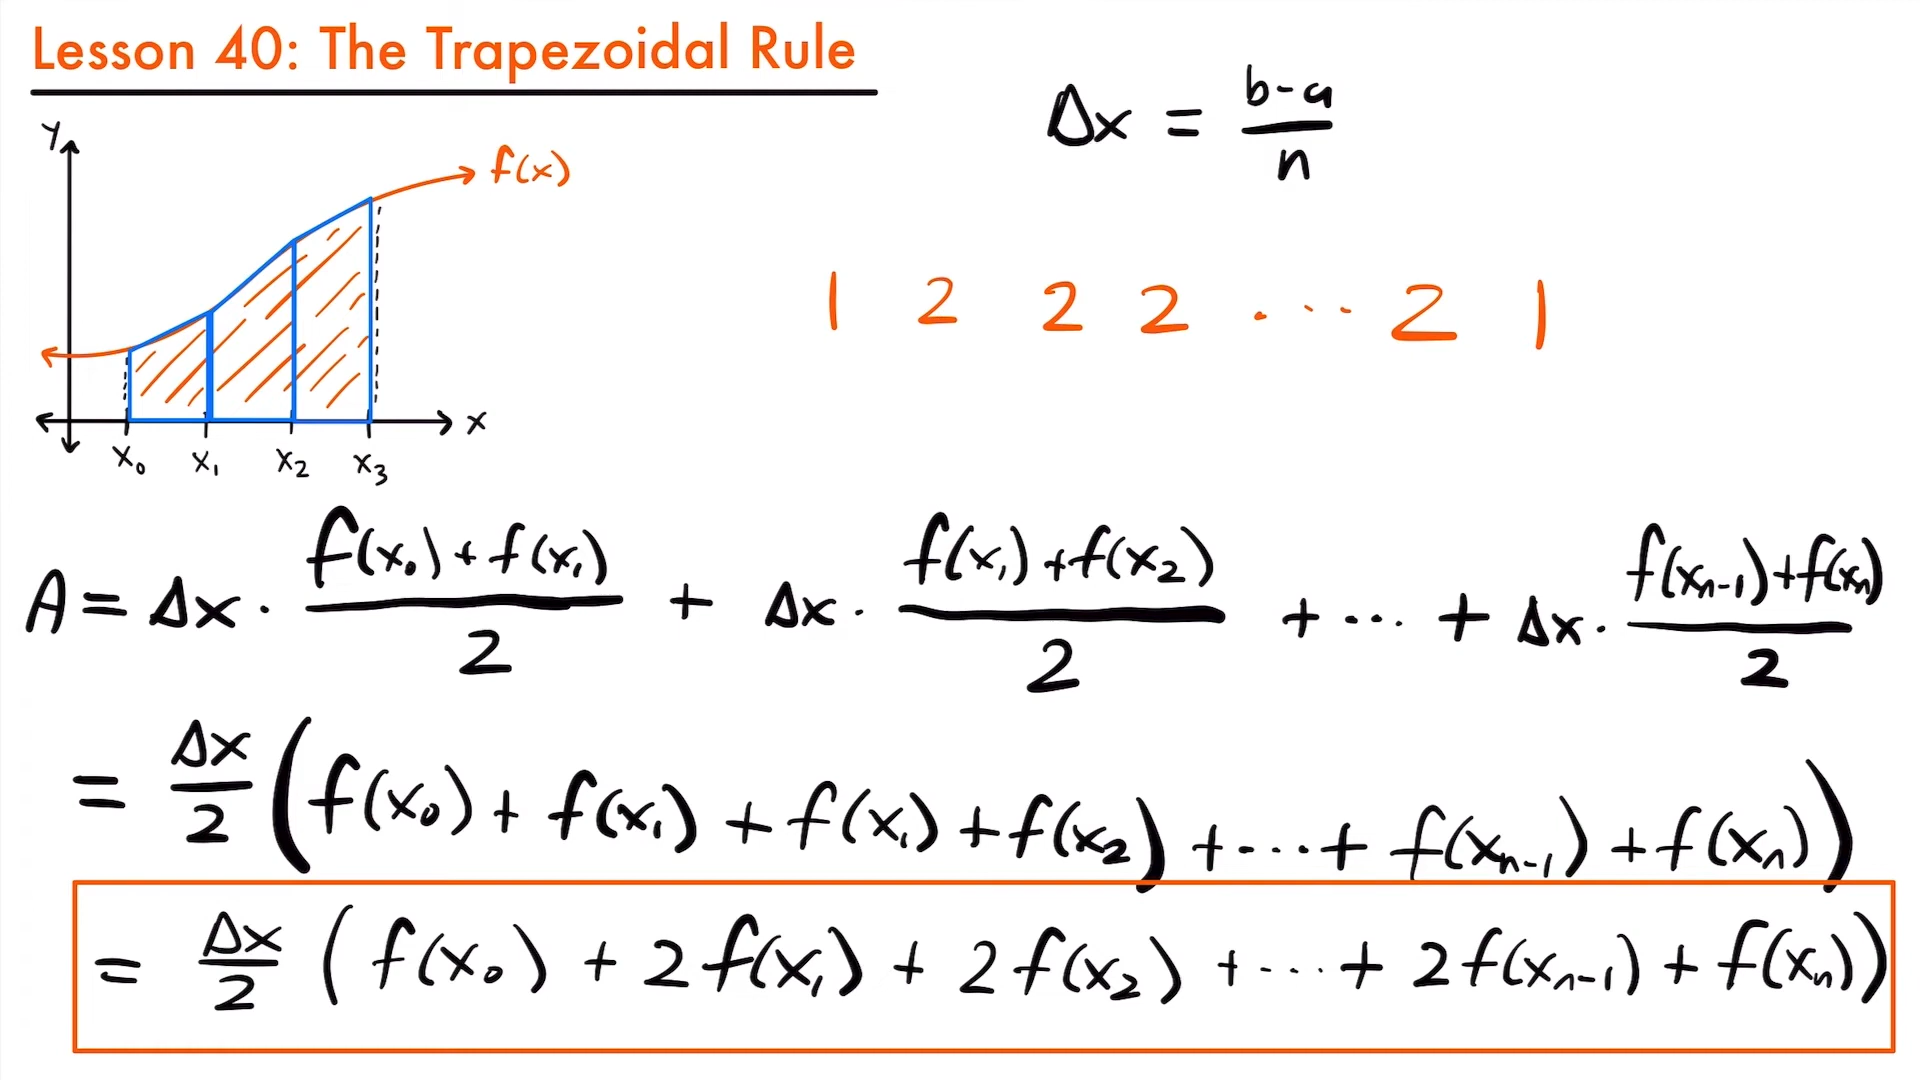 Lesson 40: The Trapezoidal Rule
Δx = (b-a)/n
y
f(x)
1 2 2 2 ... 2 1
x
x₀ x₁ x₂ x₃
A = Δx · (f(x₀) + f(x₁))/2 + Δx · (f(x₁) + f(x₂))/2 + ... + Δx · (f(xₙ₋₁) + f(xₙ))/2
= Δx/2 (f(x₀) + f(x₁) + f(x₁) + f(x₂) + ... + f(xₙ₋₁) + f(xₙ))
= Δx/2 (f(x₀) + 2f(x₁) + 2f(x₂) + ... + 2f(xₙ₋₁) + f(xₙ))